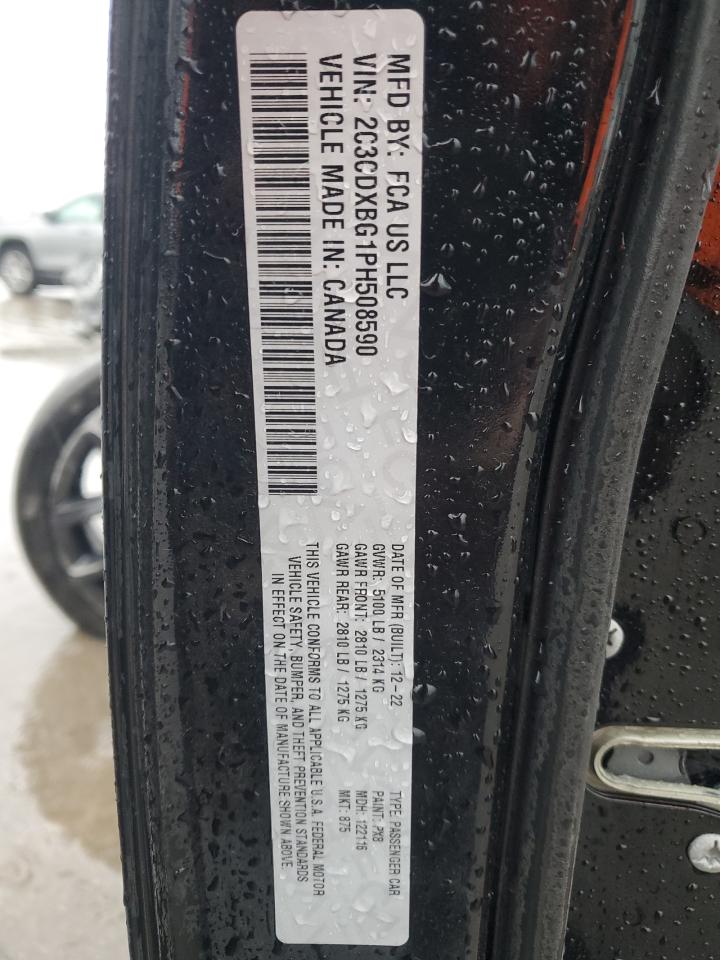 MFD BY: FCA US LLC
VIN: 2C3CDXBG1PH508590
VEHICLE MADE IN: CANADA
DATE OF MFR (BUILT): 12-22
GVWR: 5100 LB / 2314 KG
GAWR FRONT: 2810 LB / 1275 KG
GAWR REAR: 2810 LB / 1275 KG
TYPE: PASSENGER CAR
PAINT: PX8
MDH: 122116
MKT: 875
THIS VEHICLE CONFORMS TO ALL APPLICABLE U.S.A. FEDERAL MOTOR
VEHICLE SAFETY, BUMPER, AND THEFT PREVENTION STANDARDS
IN EFFECT ON THE DATE OF MANUFACTURE SHOWN ABOVE.